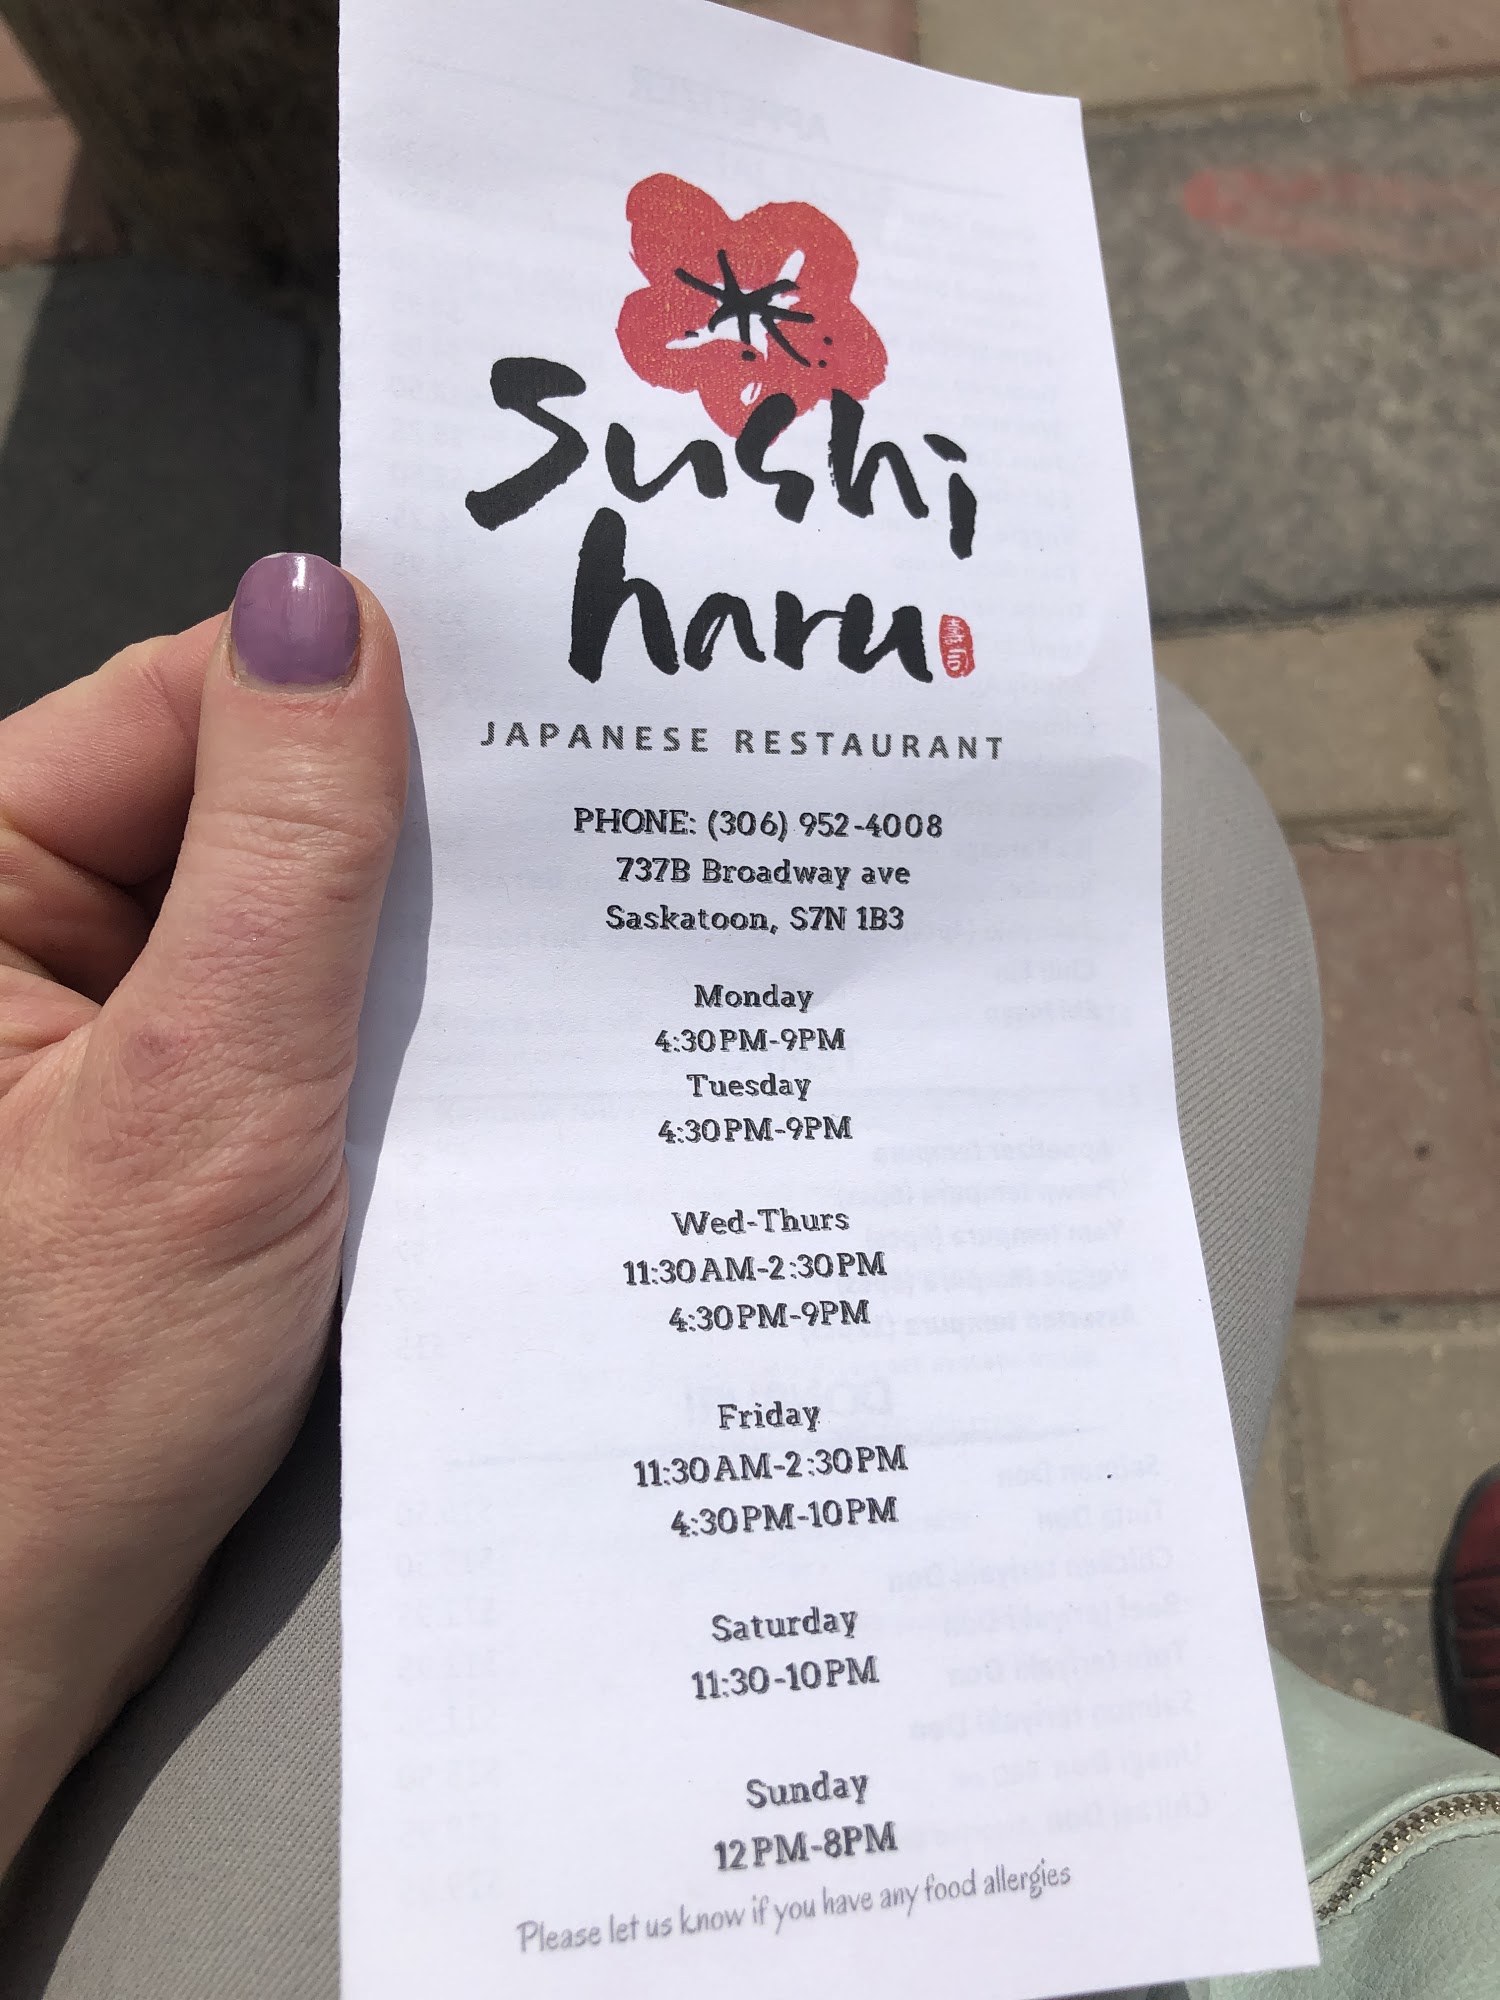 Sushi
haru
JAPANESE RESTAURANT
PHONE: (306) 952-4008
737B Broadway ave
Saskatoon, S7N 1B3
Monday
4:30PM-9PM
Tuesday
4:30PM-9PM
Wed-Thurs
11:30AM-2:30PM
4:30PM-9PM
Friday
11:30AM-2:30PM
4:30PM-10PM
Saturday
11:30-10PM
Sunday
12PM-8PM
Please let us know if you have any food allergies